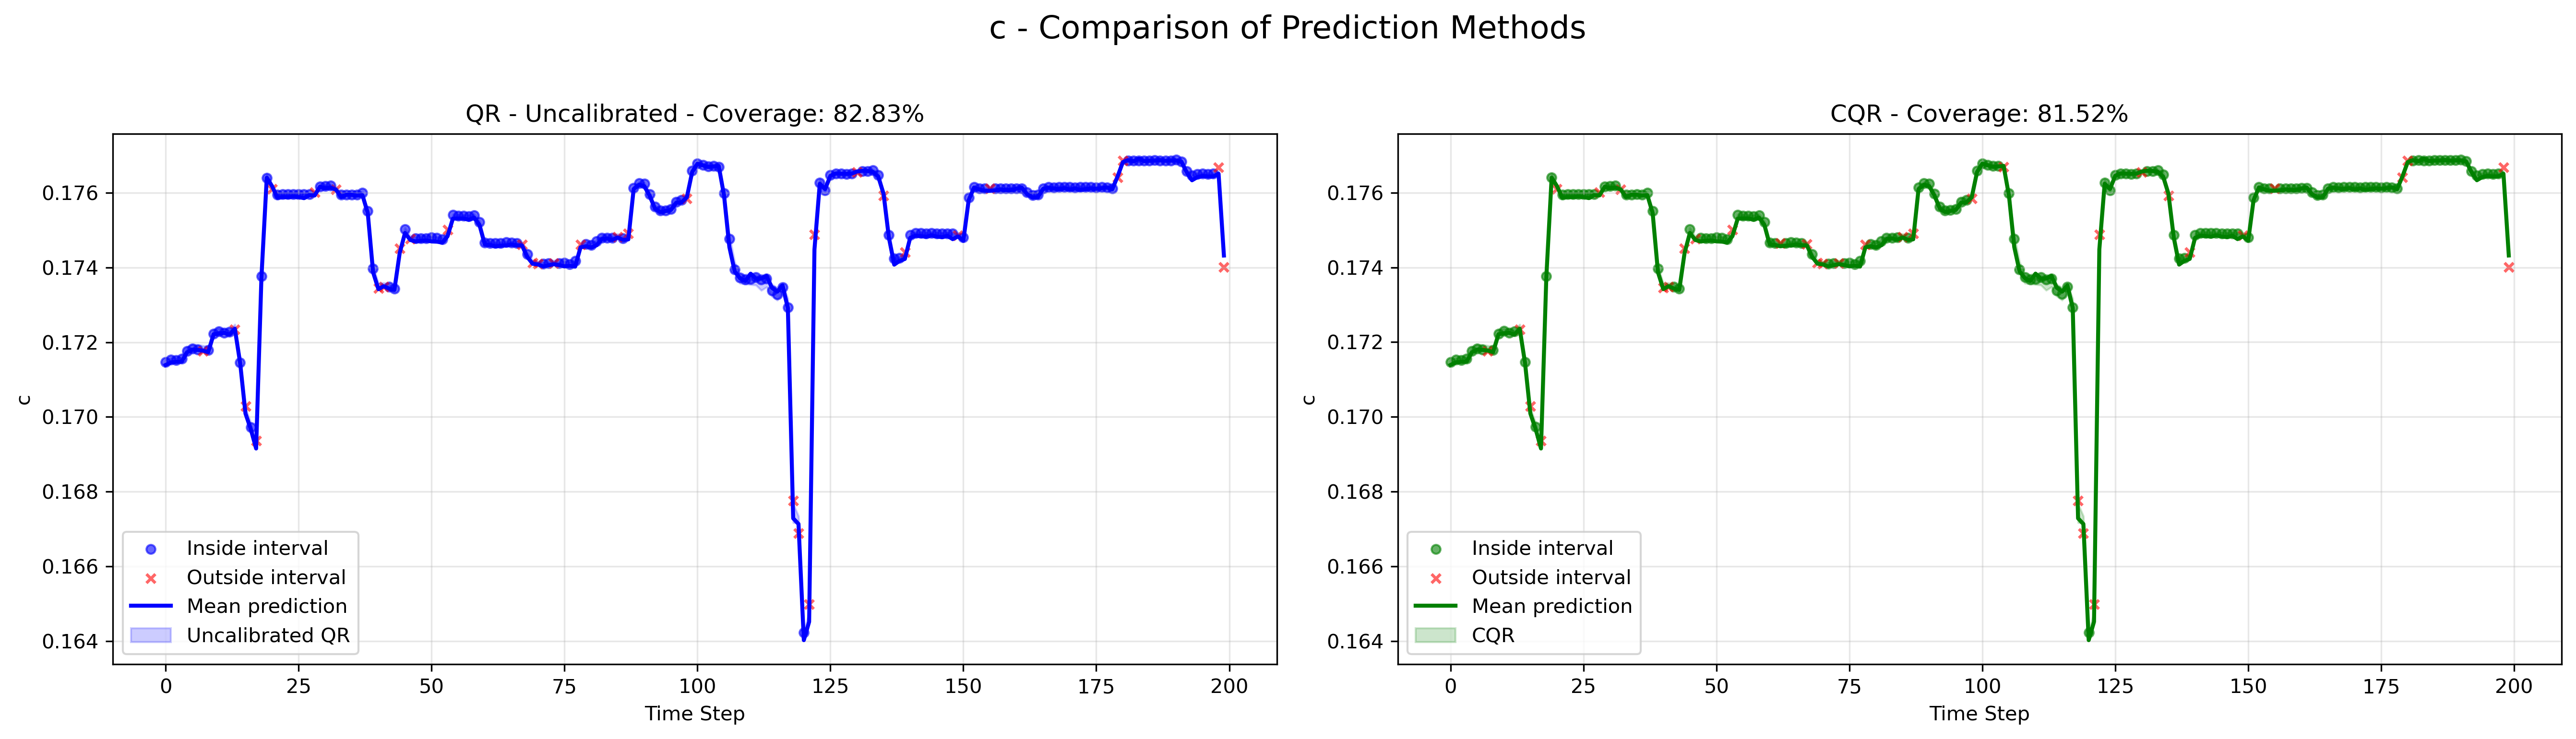 c - Comparison of Prediction Methods
QR - Uncalibrated - Coverage: 82.83%
c
0.176
0.174
0.172
0.170
0.168
0.166
0.164
Inside interval
Outside interval
Mean prediction
Uncalibrated QR
0 25 50 75 100 125 150 175 200
Time Step
CQR - Coverage: 81.52%
c
0.176
0.174
0.172
0.170
0.168
0.166
0.164
Inside interval
Outside interval
Mean prediction
CQR
0 25 50 75 100 125 150 175 200
Time Step